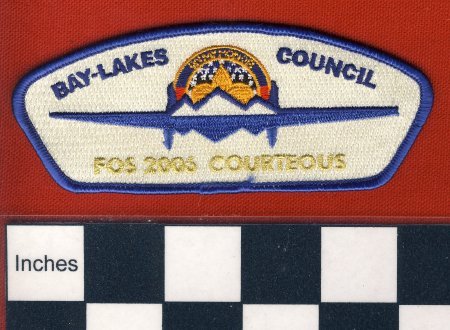 BAY-LAKES COUNCIL
FOS 2006 COURTEOUS
Inches